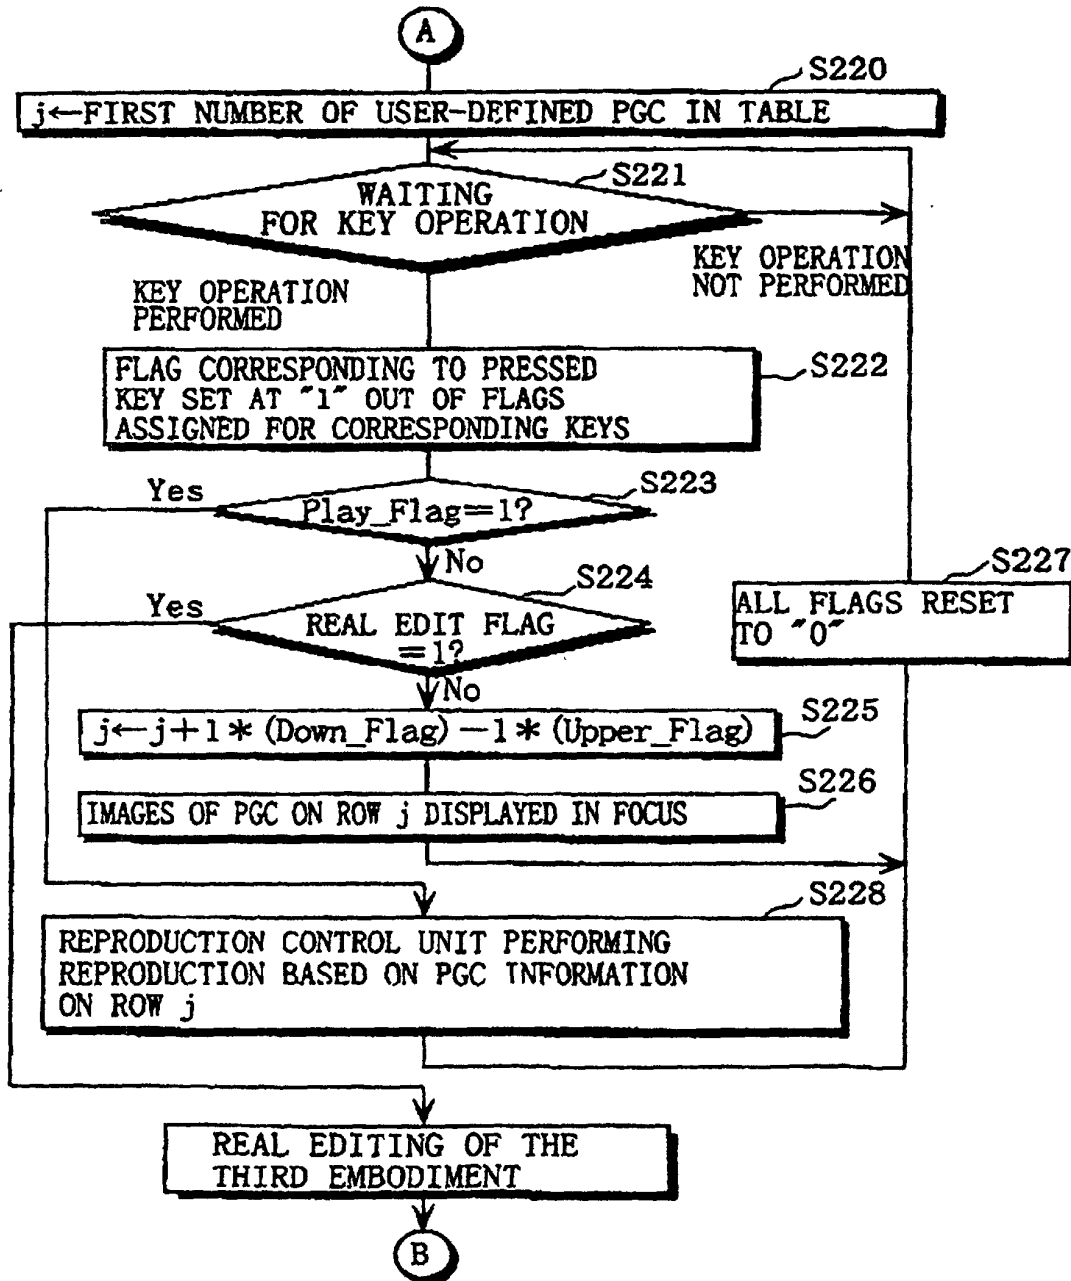 A
S220
j←FIRST NUMBER OF USER-DEFINED PGC IN TABLE
S221
WAITING
FOR KEY OPERATION
KEY OPERATION
NOT PERFORMED
KEY OPERATION
PERFORMED
S222
FLAG CORRESPONDING TO PRESSED
KEY SET AT "1" OUT OF FLAGS
ASSIGNED FOR CORRESPONDING KEYS
Yes
S223
Play_Flag==1?
No
S224
Yes
REAL EDIT FLAG
==1?
No
S227
ALL FLAGS RESET
TO "0"
S225
j←j+1*(Down_Flag)-1*(Upper_Flag)
S226
IMAGES OF PGC ON ROW j DISPLAYED IN FOCUS
S228
REPRODUCTION CONTROL UNIT PERFORMING
REPRODUCTION BASED ON PGC INFORMATION
ON ROW j
REAL EDITING OF THE
THIRD EMBODIMENT
B